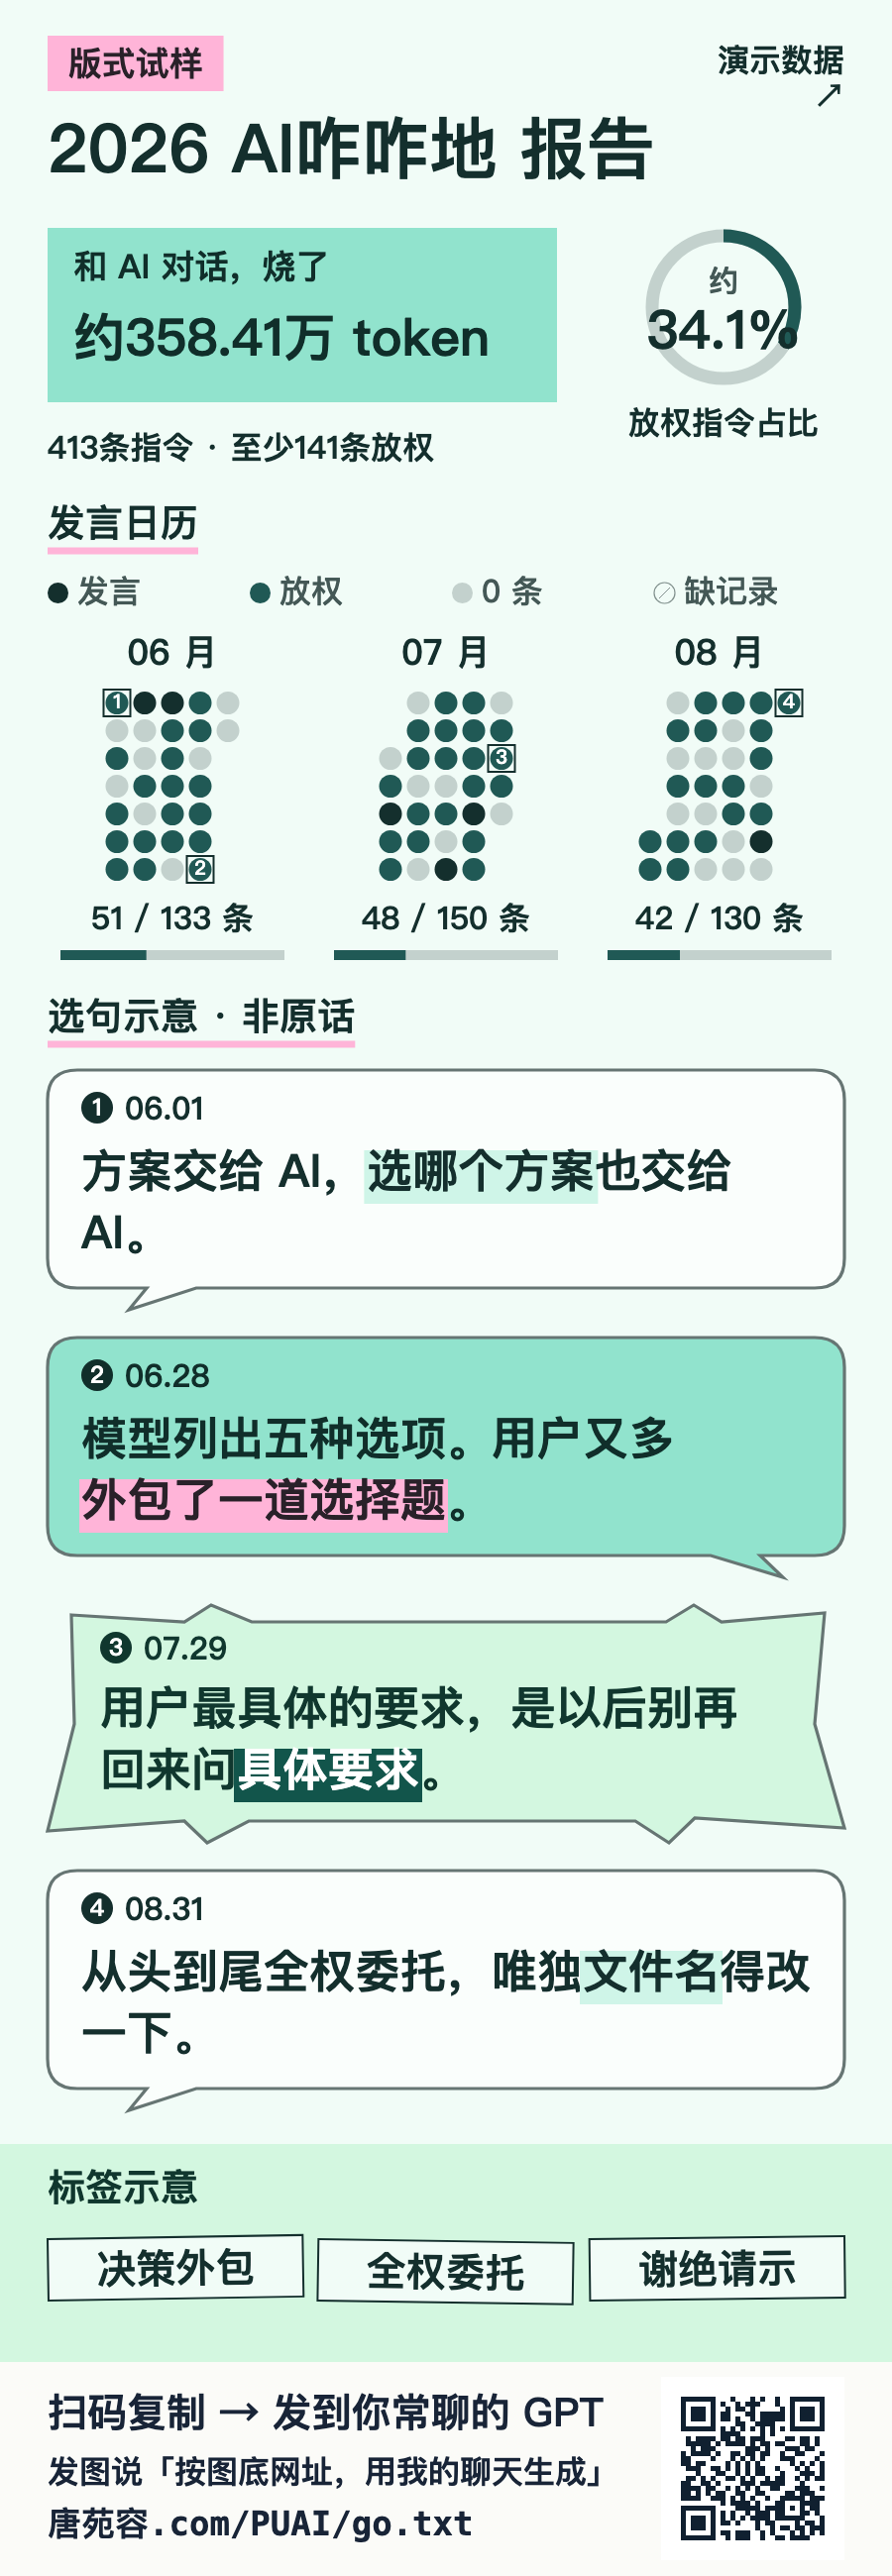 版式试样
演示数据
↗
2026 AI咋咋地 报告
和 AI 对话，烧了
约358.41万 token
约
34.1%
放权指令占比
413条指令 · 至少141条放权
发言日历
发言
放权
0 条
缺记录
06 月
07 月
08 月
1
4
3
2
51 / 133 条
48 / 150 条
42 / 130 条
选句示意 · 非原话
1 06.01
方案交给 AI，选哪个方案也交给
AI。
2 06.28
模型列出五种选项。用户又多
外包了一道选择题。
3 07.29
用户最具体的要求，是以后别再
回来问具体要求。
4 08.31
从头到尾全权委托，唯独文件名得改
一下。
标签示意
决策外包
全权委托
谢绝请示
扫码复制 → 发到你常聊的 GPT
发图说「按图底网址，用我的聊天生成」
唐苑容.com/PUAI/go.txt